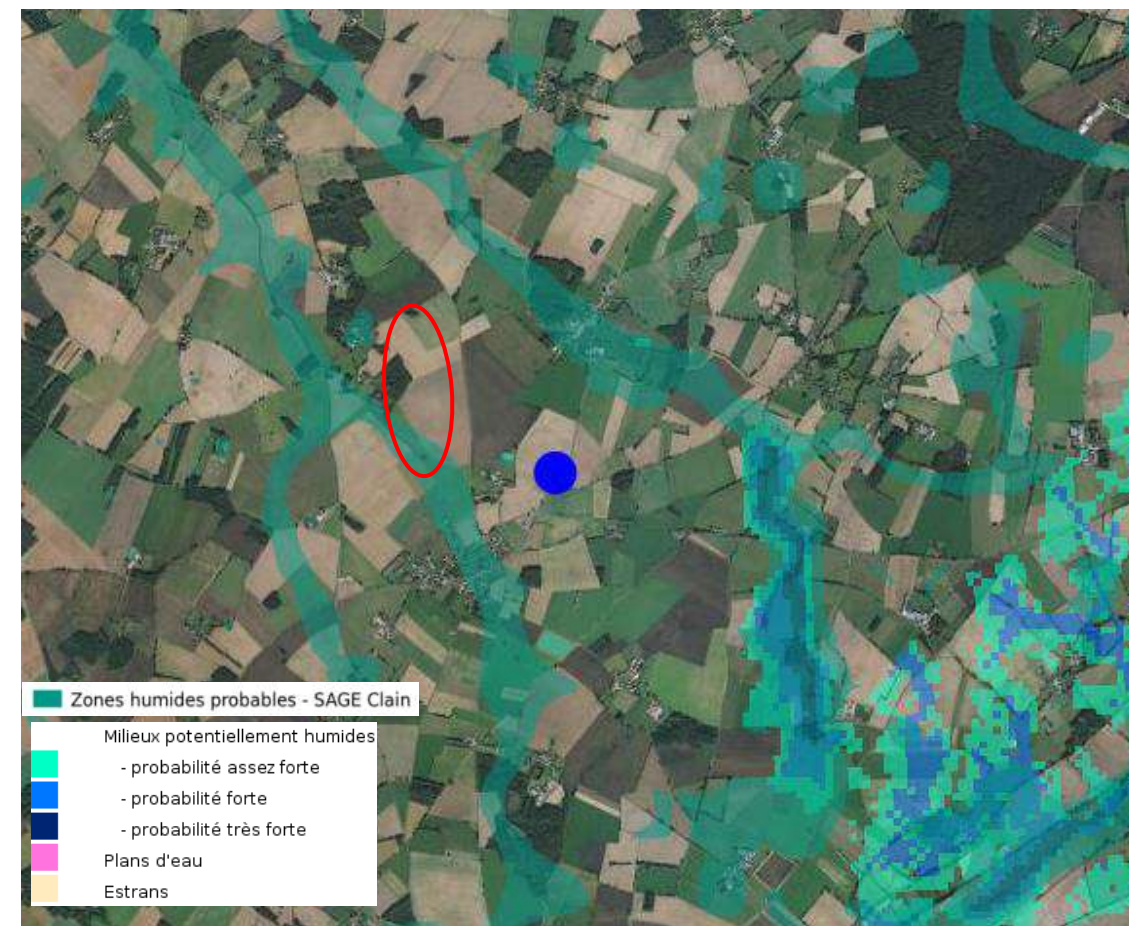 Zones humides probables - SAGE Clain
Milieux potentiellement humides
- probabilité assez forte
- probabilité forte
- probabilité très forte
Plans d'eau
Estrans